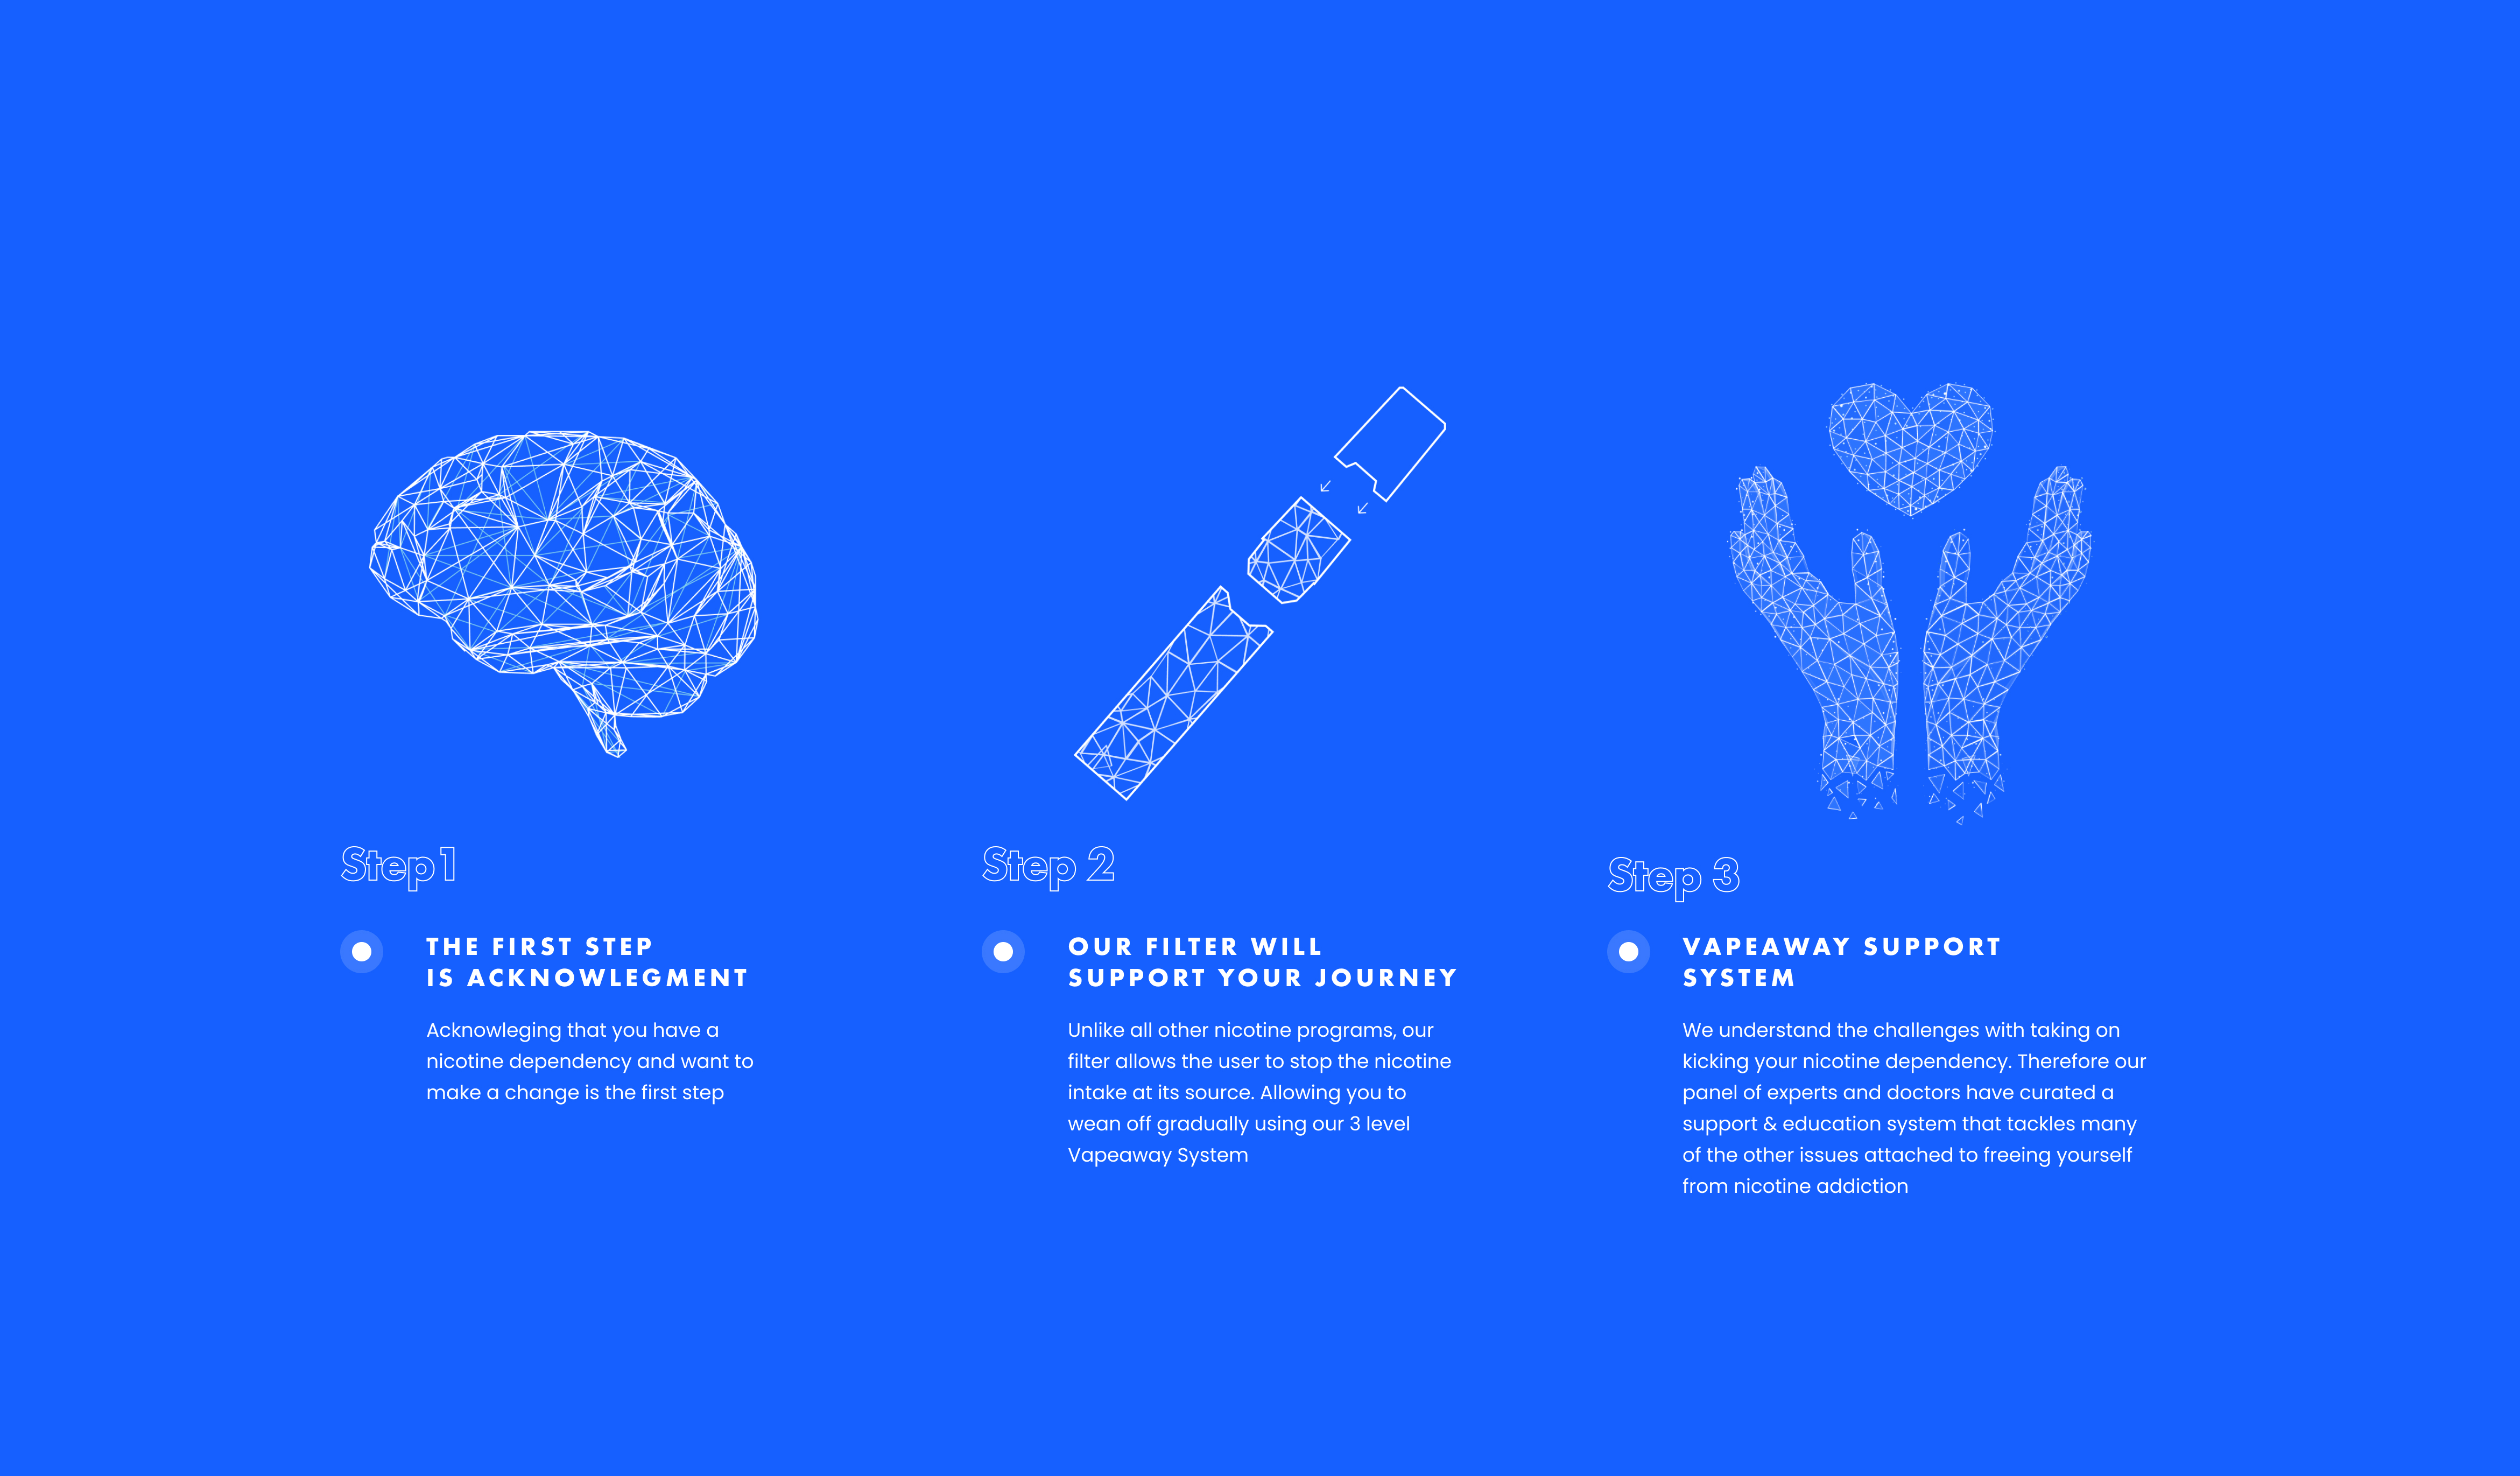 Step 1
THE FIRST STEP
IS ACKNOWLEGMENT
Acknowleging that you have a
nicotine dependency and want to
make a change is the first step
Step 2
OUR FILTER WILL
SUPPORT YOUR JOURNEY
Unlike all other nicotine programs, our
filter allows the user to stop the nicotine
intake at its source. Allowing you to
wean off gradually using our 3 level
Vapeaway System
Step 3
VAPEAWAY SUPPORT
SYSTEM
We understand the challenges with taking on
kicking your nicotine dependency. Therefore our
panel of experts and doctors have curated a
support & education system that tackles many
of the other issues attached to freeing yourself
from nicotine addiction